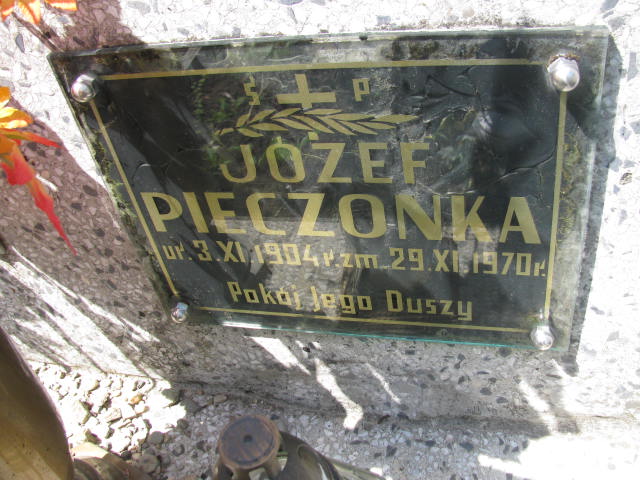 Ś P
JÓZEF
PIECZONKA
ur. 3.XI.1904 r. zm. 29.XI.1970 r.
Pokój Jego Duszy